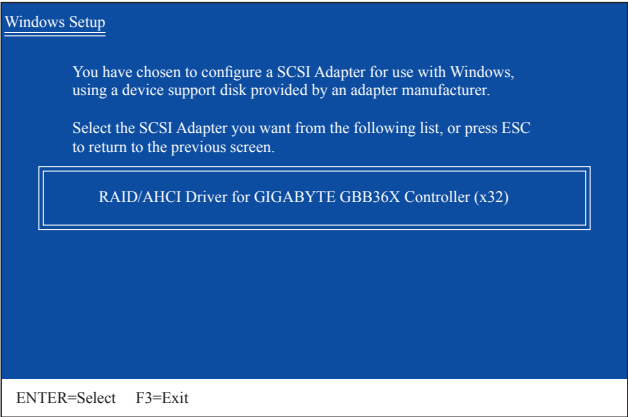 Windows Setup
You have chosen to configure a SCSI Adapter for use with Windows,
using a device support disk provided by an adapter manufacturer.
Select the SCSI Adapter you want from the following list, or press ESC
to return to the previous screen.
RAID/AHCI Driver for GIGABYTE GBB36X Controller (x32)
ENTER=Select F3=Exit